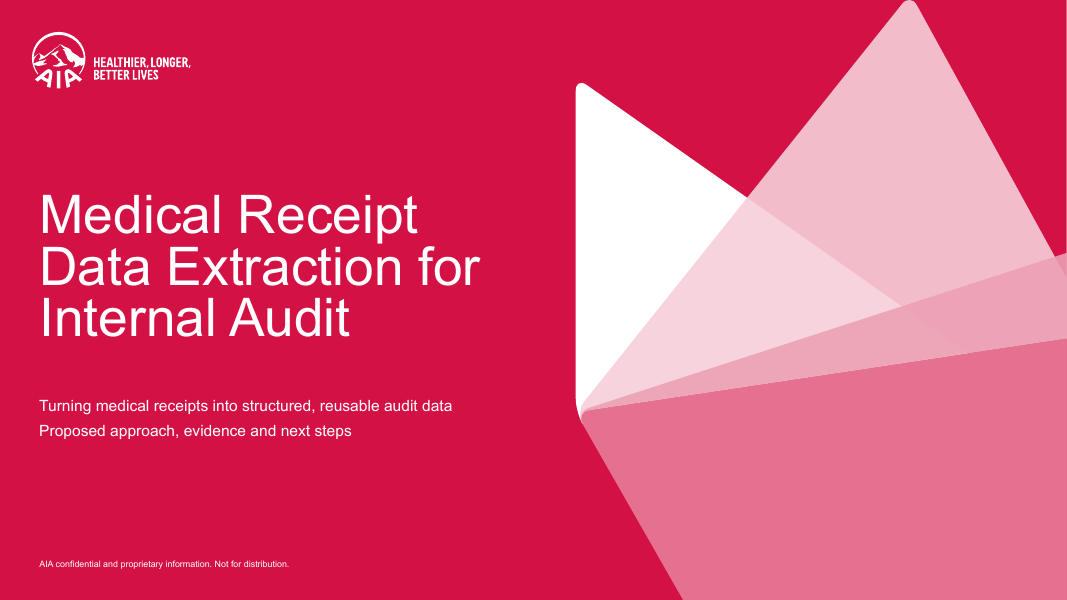 AIA
HEALTHIER, LONGER,
BETTER LIVES
Medical Receipt
Data Extraction for
Internal Audit
Turning medical receipts into structured, reusable audit data
Proposed approach, evidence and next steps
AIA confidential and proprietary information. Not for distribution.